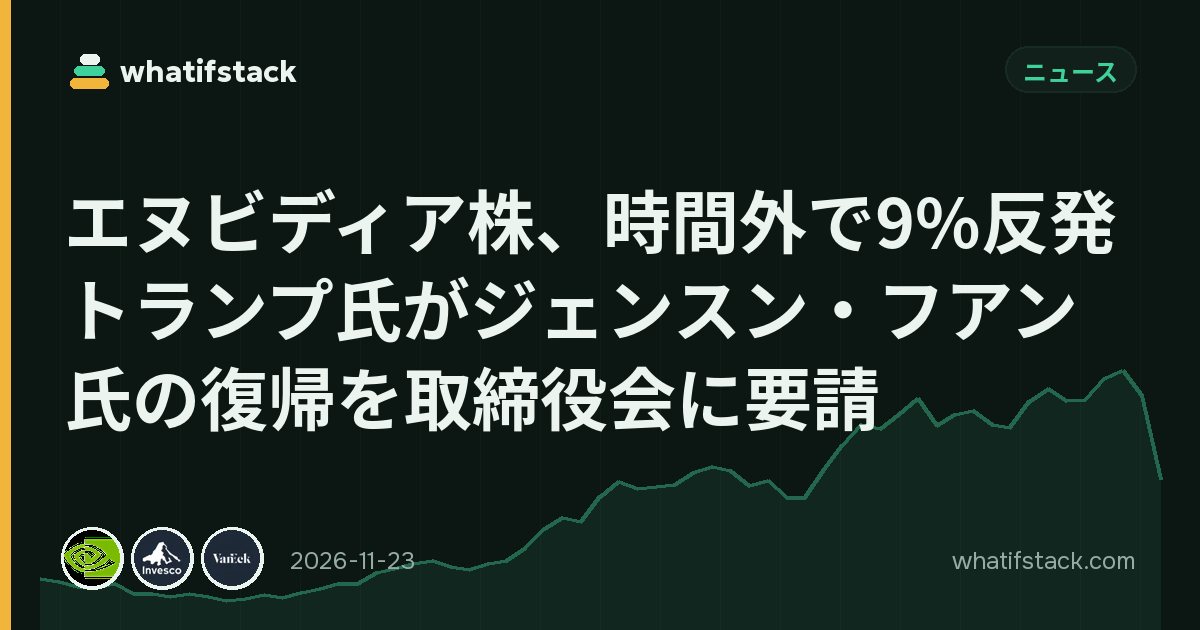 whatifstack
ニュース
エヌビディア株、時間外で9%反発
トランプ氏がジェンスン・フアン
氏の復帰を取締役会に要請
Invesco
VanEck
2026-11-23
whatifstack.com